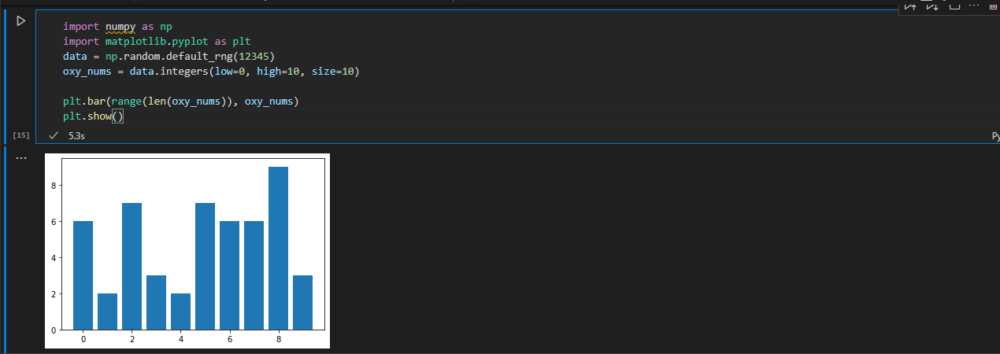 import numpy as np
import matplotlib.pyplot as plt
data = np.random.default_rng(12345)
oxy_nums = data.integers(low=0, high=10, size=10)
plt.bar(range(len(oxy_nums)), oxy_nums)
plt.show()
[15]
5.3s
Py
...
8
6
4
2
0
0 2 4 6 8